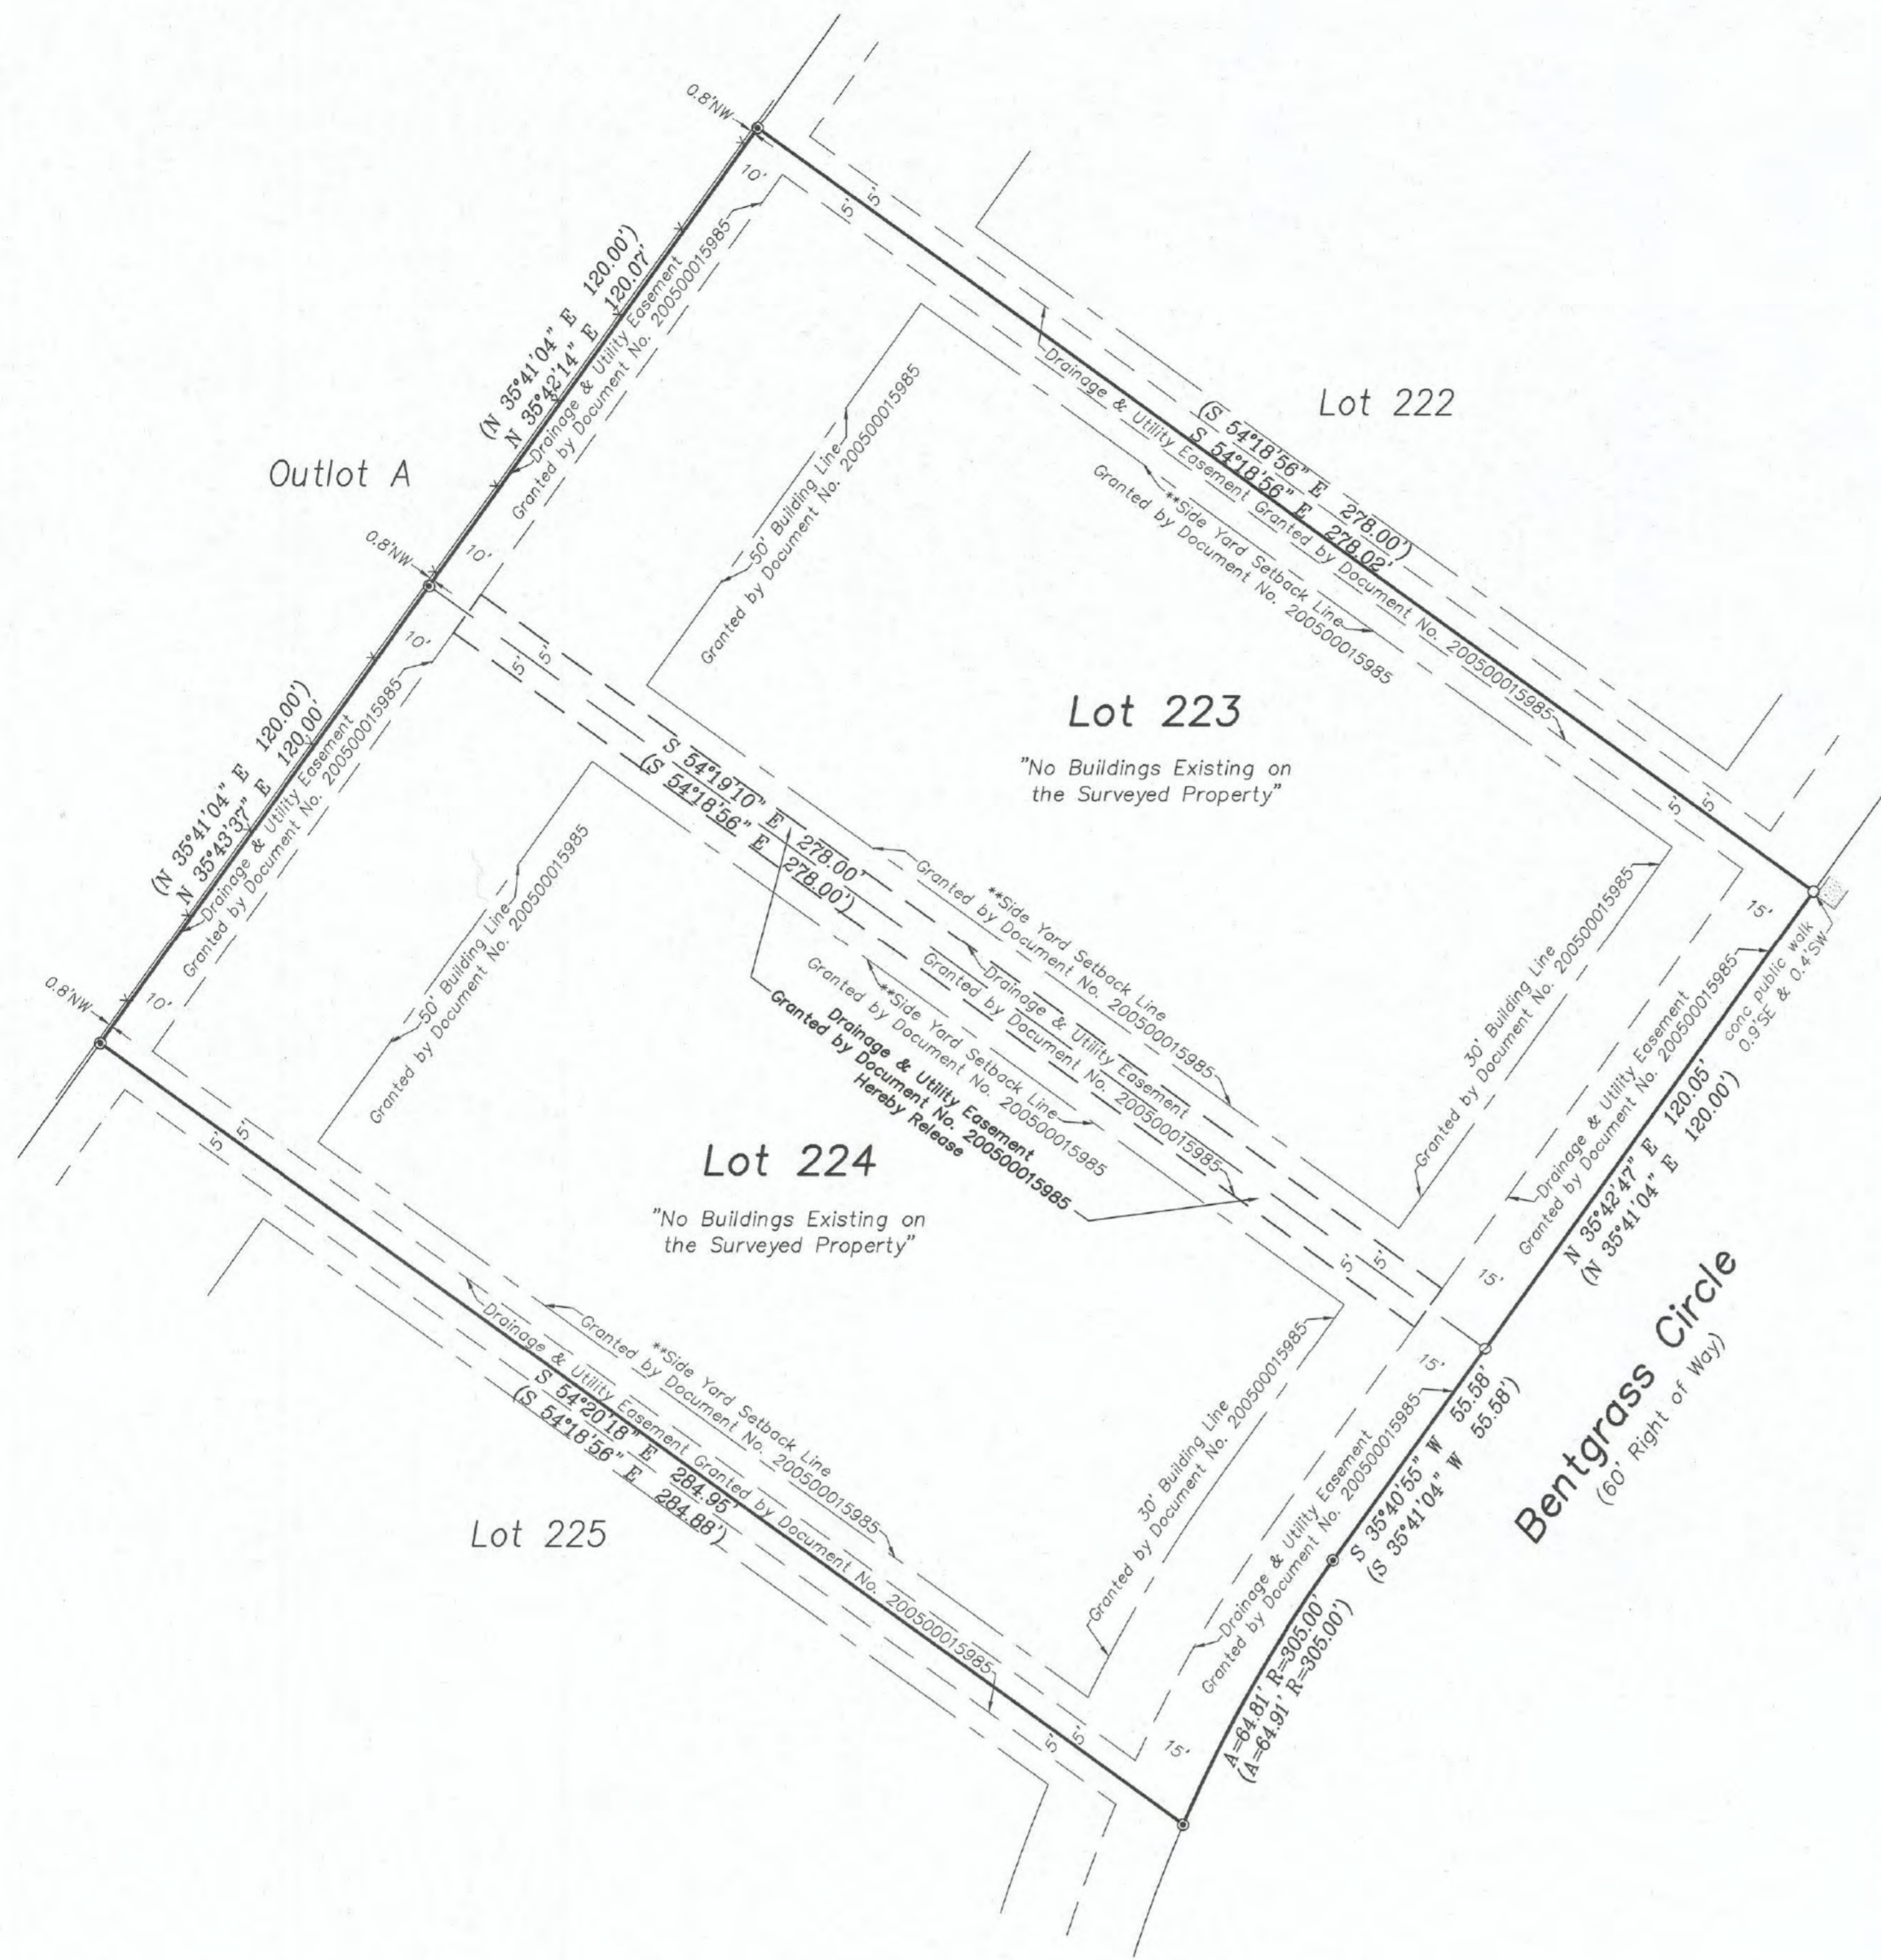 0.8'NW
10'
5'
5'
(N 35°41'04" E 120.00')
N 35°42'14" E 120.07'
Drainage & Utility Easement
Granted by Document No. 200500015985
Outlot A
Lot 222
Drainage & Utility Easement Granted by Document No. 200500015985
(S 54°18'56" E 278.00')
S 54°18'56" E 278.02'
**Side Yard Setback Line
Granted by Document No. 200500015985
50' Building Line
Granted by Document No. 200500015985
0.8'NW
10'
10'
5'
5'
Lot 223
"No Buildings Existing on
the Surveyed Property"
5'
5'
(N 35°41'04" E 120.00')
N 35°43'37" E 120.00'
Drainage & Utility Easement
Granted by Document No. 200500015985
S 54°19'10" E 278.00'
(S 54°18'56" E 278.00')
**Side Yard Setback Line
Granted by Document No. 200500015985
Drainage & Utility Easement
Granted by Document No. 200500015985
**Side Yard Setback Line
Granted by Document No. 200500015985
Drainage & Utility Easement
Granted by Document No. 200500015985
Hereby Release
30' Building Line
Granted by Document No. 200500015985
15'
Drainage & Utility Easement
Granted by Document No. 200500015985
conc public walk
0.9'SE & 0.4'SW
N 35°42'47" E 120.05'
(N 35°41'04" E 120.00')
50' Building Line
Granted by Document No. 200500015985
0.8'NW
10'
5'
5'
Lot 224
"No Buildings Existing on
the Surveyed Property"
5'
5'
15'
15'
Bentgrass Circle
(60' Right of Way)
**Side Yard Setback Line
Granted by Document No. 200500015985
Drainage & Utility Easement Granted by Document No. 200500015985
S 54°20'18" E 284.95'
(S 54°18'56" E 284.88')
30' Building Line
Granted by Document No. 200500015985
Drainage & Utility Easement
Granted by Document No. 200500015985
S 35°40'55" W 55.58'
(S 35°41'04" W 55.58')
Lot 225
A=64.81' R=305.00'
(A=64.91' R=305.00')
5'
5'
15'